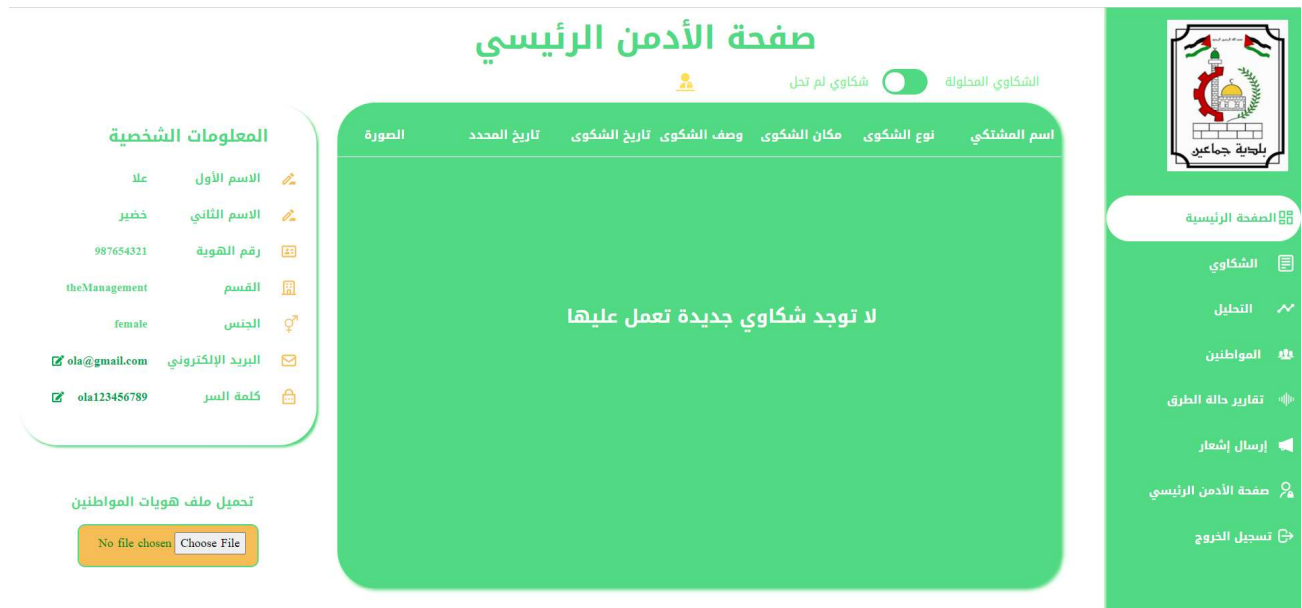 صفحة الأدمن الرئيسي
الشكاوي المحلولة شكاوي لم تحل
بلدية جماعين
الصفحة الرئيسية
الشكاوي
التحليل
المواطنين
تقارير حالة الطرق
إرسال إشعار
صفحة الأدمن الرئيسي
تسجيل الخروج
اسم المشتكي نوع الشكوى مكان الشكوى وصف الشكوى تاريخ الشكوى تاريخ المحدد الصورة
لا توجد شكاوي جديدة تعمل عليها
المعلومات الشخصية
الاسم الأول علا
الاسم الثاني خضير
رقم الهوية 987654321
القسم theManagement
الجنس female
البريد الإلكتروني ola@gmail.com
كلمة السر ola123456789
تحميل ملف هويات المواطنين
Choose File No file chosen